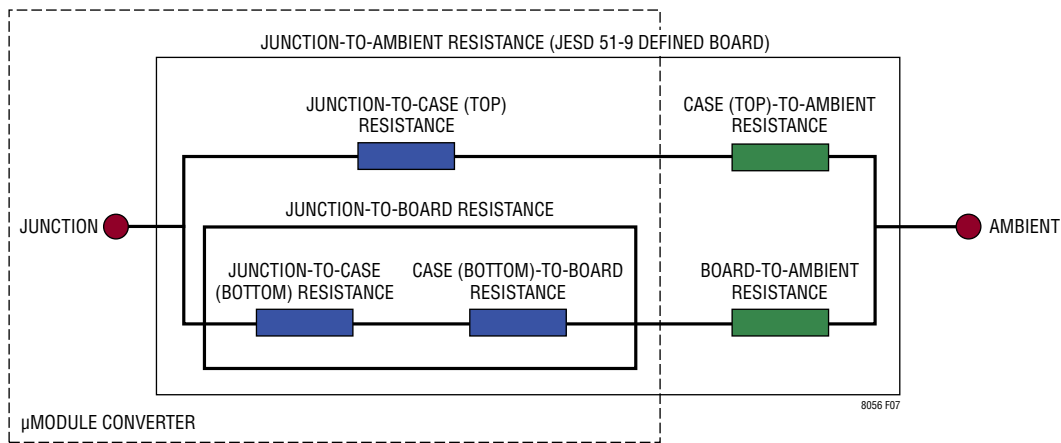 JUNCTION-TO-AMBIENT RESISTANCE (JESD 51-9 DEFINED BOARD)
JUNCTION-TO-CASE (TOP)
RESISTANCE
CASE (TOP)-TO-AMBIENT
RESISTANCE
JUNCTION
JUNCTION-TO-BOARD RESISTANCE
AMBIENT
JUNCTION-TO-CASE
(BOTTOM) RESISTANCE
CASE (BOTTOM)-TO-BOARD
RESISTANCE
BOARD-TO-AMBIENT
RESISTANCE
8056 F07
µMODULE CONVERTER